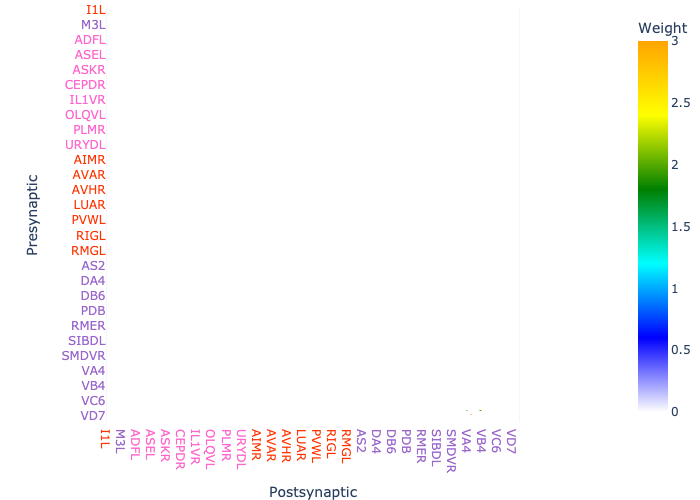 Weight
3
2.5
2
1.5
1
0.5
0
Presynaptic
I1L
M3L
ADFL
ASEL
ASKR
CEPDR
IL1VR
OLQVL
PLMR
URYDL
AIMR
AVAR
AVHR
LUAR
PVWL
RIGL
RMGL
AS2
DA4
DB6
PDB
RMER
SIBDL
SMDVR
VA4
VB4
VC6
VD7
I1L
M3L
ADFL
ASEL
ASKR
CEPDR
IL1VR
OLQVL
PLMR
URYDL
AIMR
AVAR
AVHR
LUAR
PVWL
RIGL
RMGL
AS2
DA4
DB6
PDB
RMER
SIBDL
SMDVR
VA4
VB4
VC6
VD7
Postsynaptic